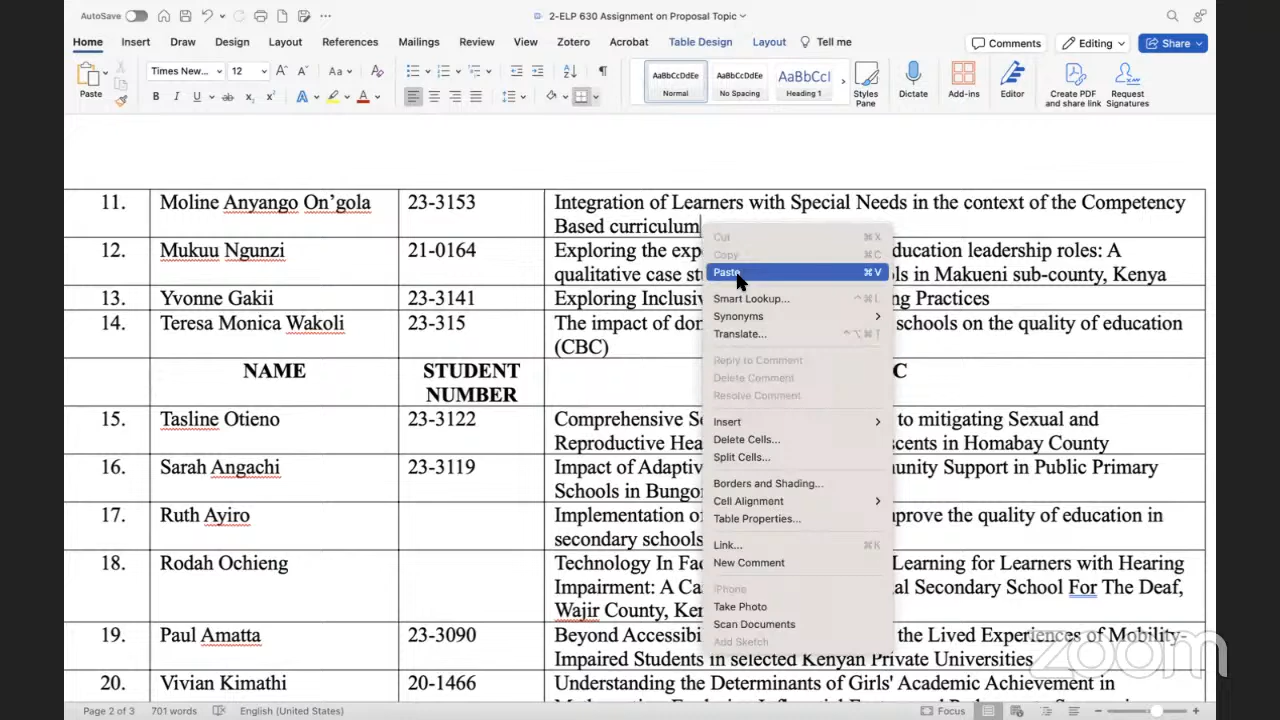 AutoSave
2-ELP 630 Assignment on Proposal Topic
Home Insert Draw Design Layout References Mailings Review View Zotero Acrobat Table Design Layout Tell me
Comments Editing Share
Paste
Times New... 12
AaBbCcDdEe AaBbCcDdEe AaBbCcI
Normal No Spacing Heading 1
Styles Pane
Dictate
Add-ins
Editor
Create PDF and share link
Request Signatures
11. Moline Anyango On’gola 23-3153 Integration of Learners with Special Needs in the context of the Competency
Based curriculum
12. Mukuu Ngunzi 21-0164 Exploring the exp ducation leadership roles: A
qualitative case st ls in Makueni sub-county, Kenya
13. Yvonne Gakii 23-3141 Exploring Inclusiv ng Practices
14. Teresa Monica Wakoli 23-315 The impact of don schools on the quality of education
(CBC)
NAME STUDENT C
NUMBER
15. Tasline Otieno 23-3122 Comprehensive Se to mitigating Sexual and
Reproductive Hea scents in Homabay County
16. Sarah Angachi 23-3119 Impact of Adaptiv munity Support in Public Primary
Schools in Bungo
17. Ruth Ayiro Implementation of prove the quality of education in
secondary schools
18. Rodah Ochieng Technology In Fac Learning for Learners with Hearing
Impairment: A Ca al Secondary School For The Deaf,
Wajir County, Ken
19. Paul Amatta 23-3090 Beyond Accessibi the Lived Experiences of Mobility-
Impaired Students in selected Kenyan Private Universities
20. Vivian Kimathi 20-1466 Understanding the Determinants of Girls' Academic Achievement in
Cut ⌘X
Copy ⌘C
Paste ⌘V
Smart Lookup... ^⌘L
Synonyms
Translate... ^⌥⌘T
Reply to Comment
Delete Comment
Resolve Comment
Insert
Delete Cells...
Split Cells...
Borders and Shading...
Cell Alignment
Table Properties...
Link... ⌘K
New Comment
iPhone
Take Photo
Scan Documents
Add Sketch
zoom
Page 2 of 3 701 words English (United States) Focus